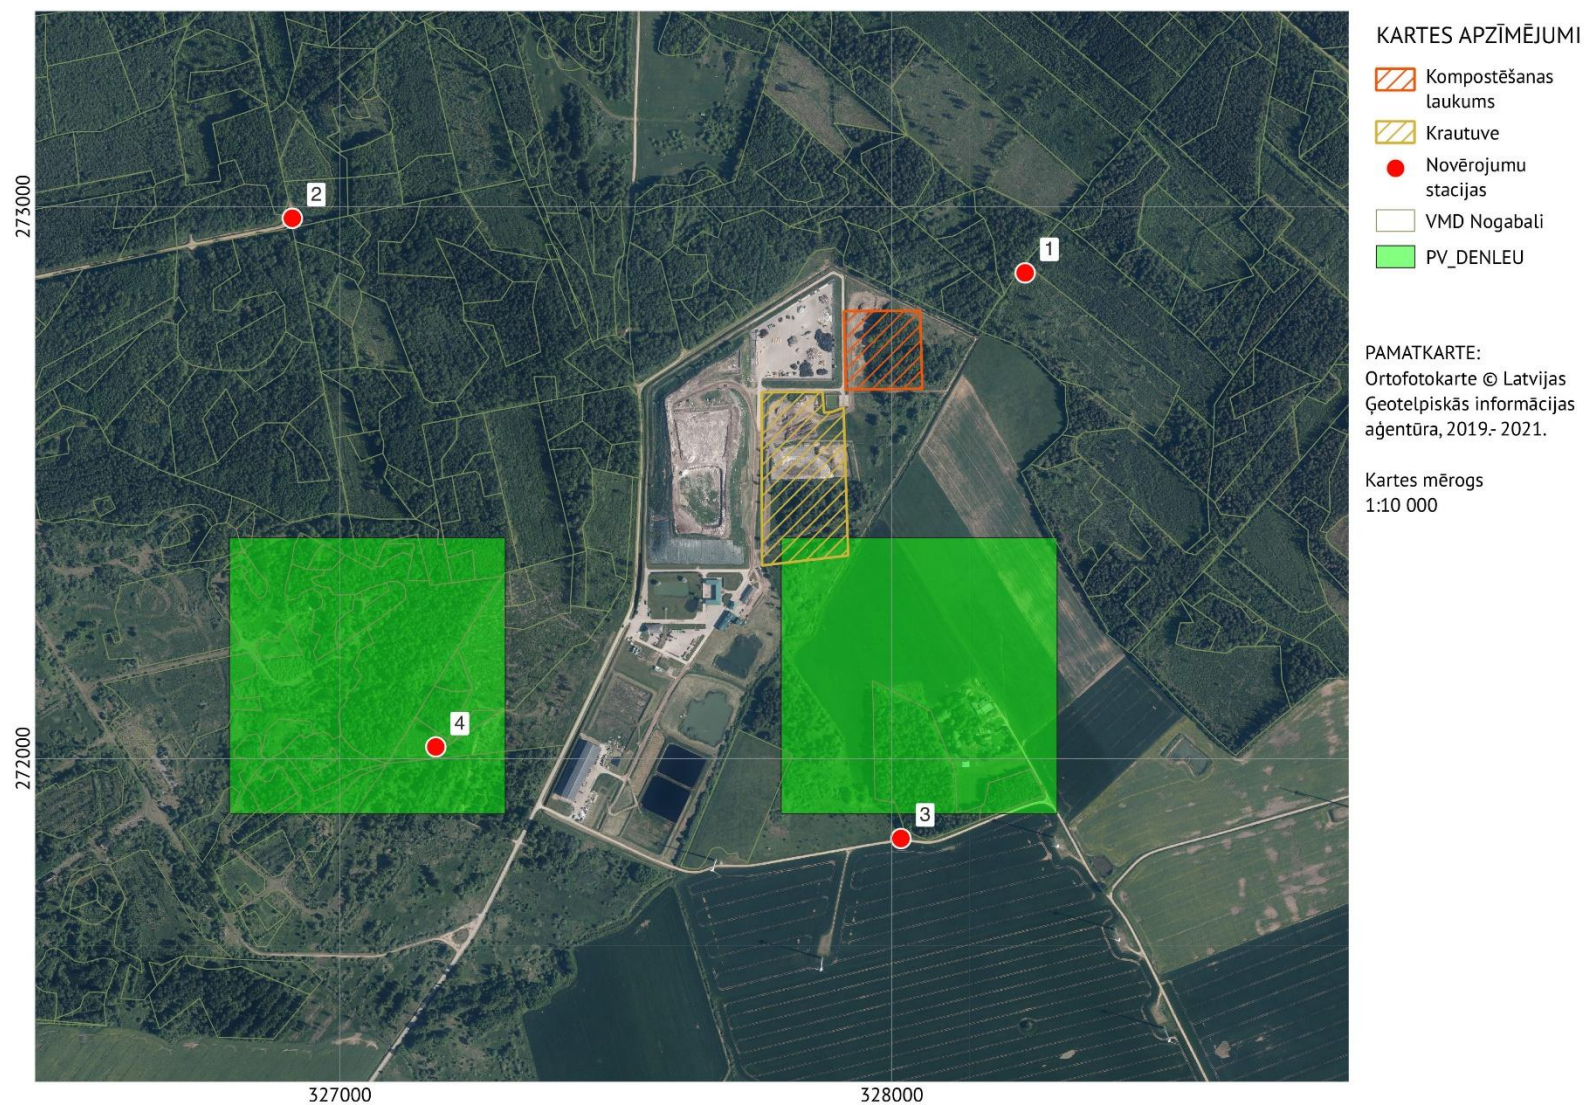 KARTES APZĪMĒJUMI
Kompostēšanas
laukums
Krautuve
Novērojumu
stacijas
VMD Nogabali
PV_DENLEU
PAMATKARTE:
Ortofotokarte © Latvijas
Ģeotelpiskās informācijas
aģentūra, 2019.- 2021.
Kartes mērogs
1:10 000
273000
272000
2
1
4
3
327000
328000